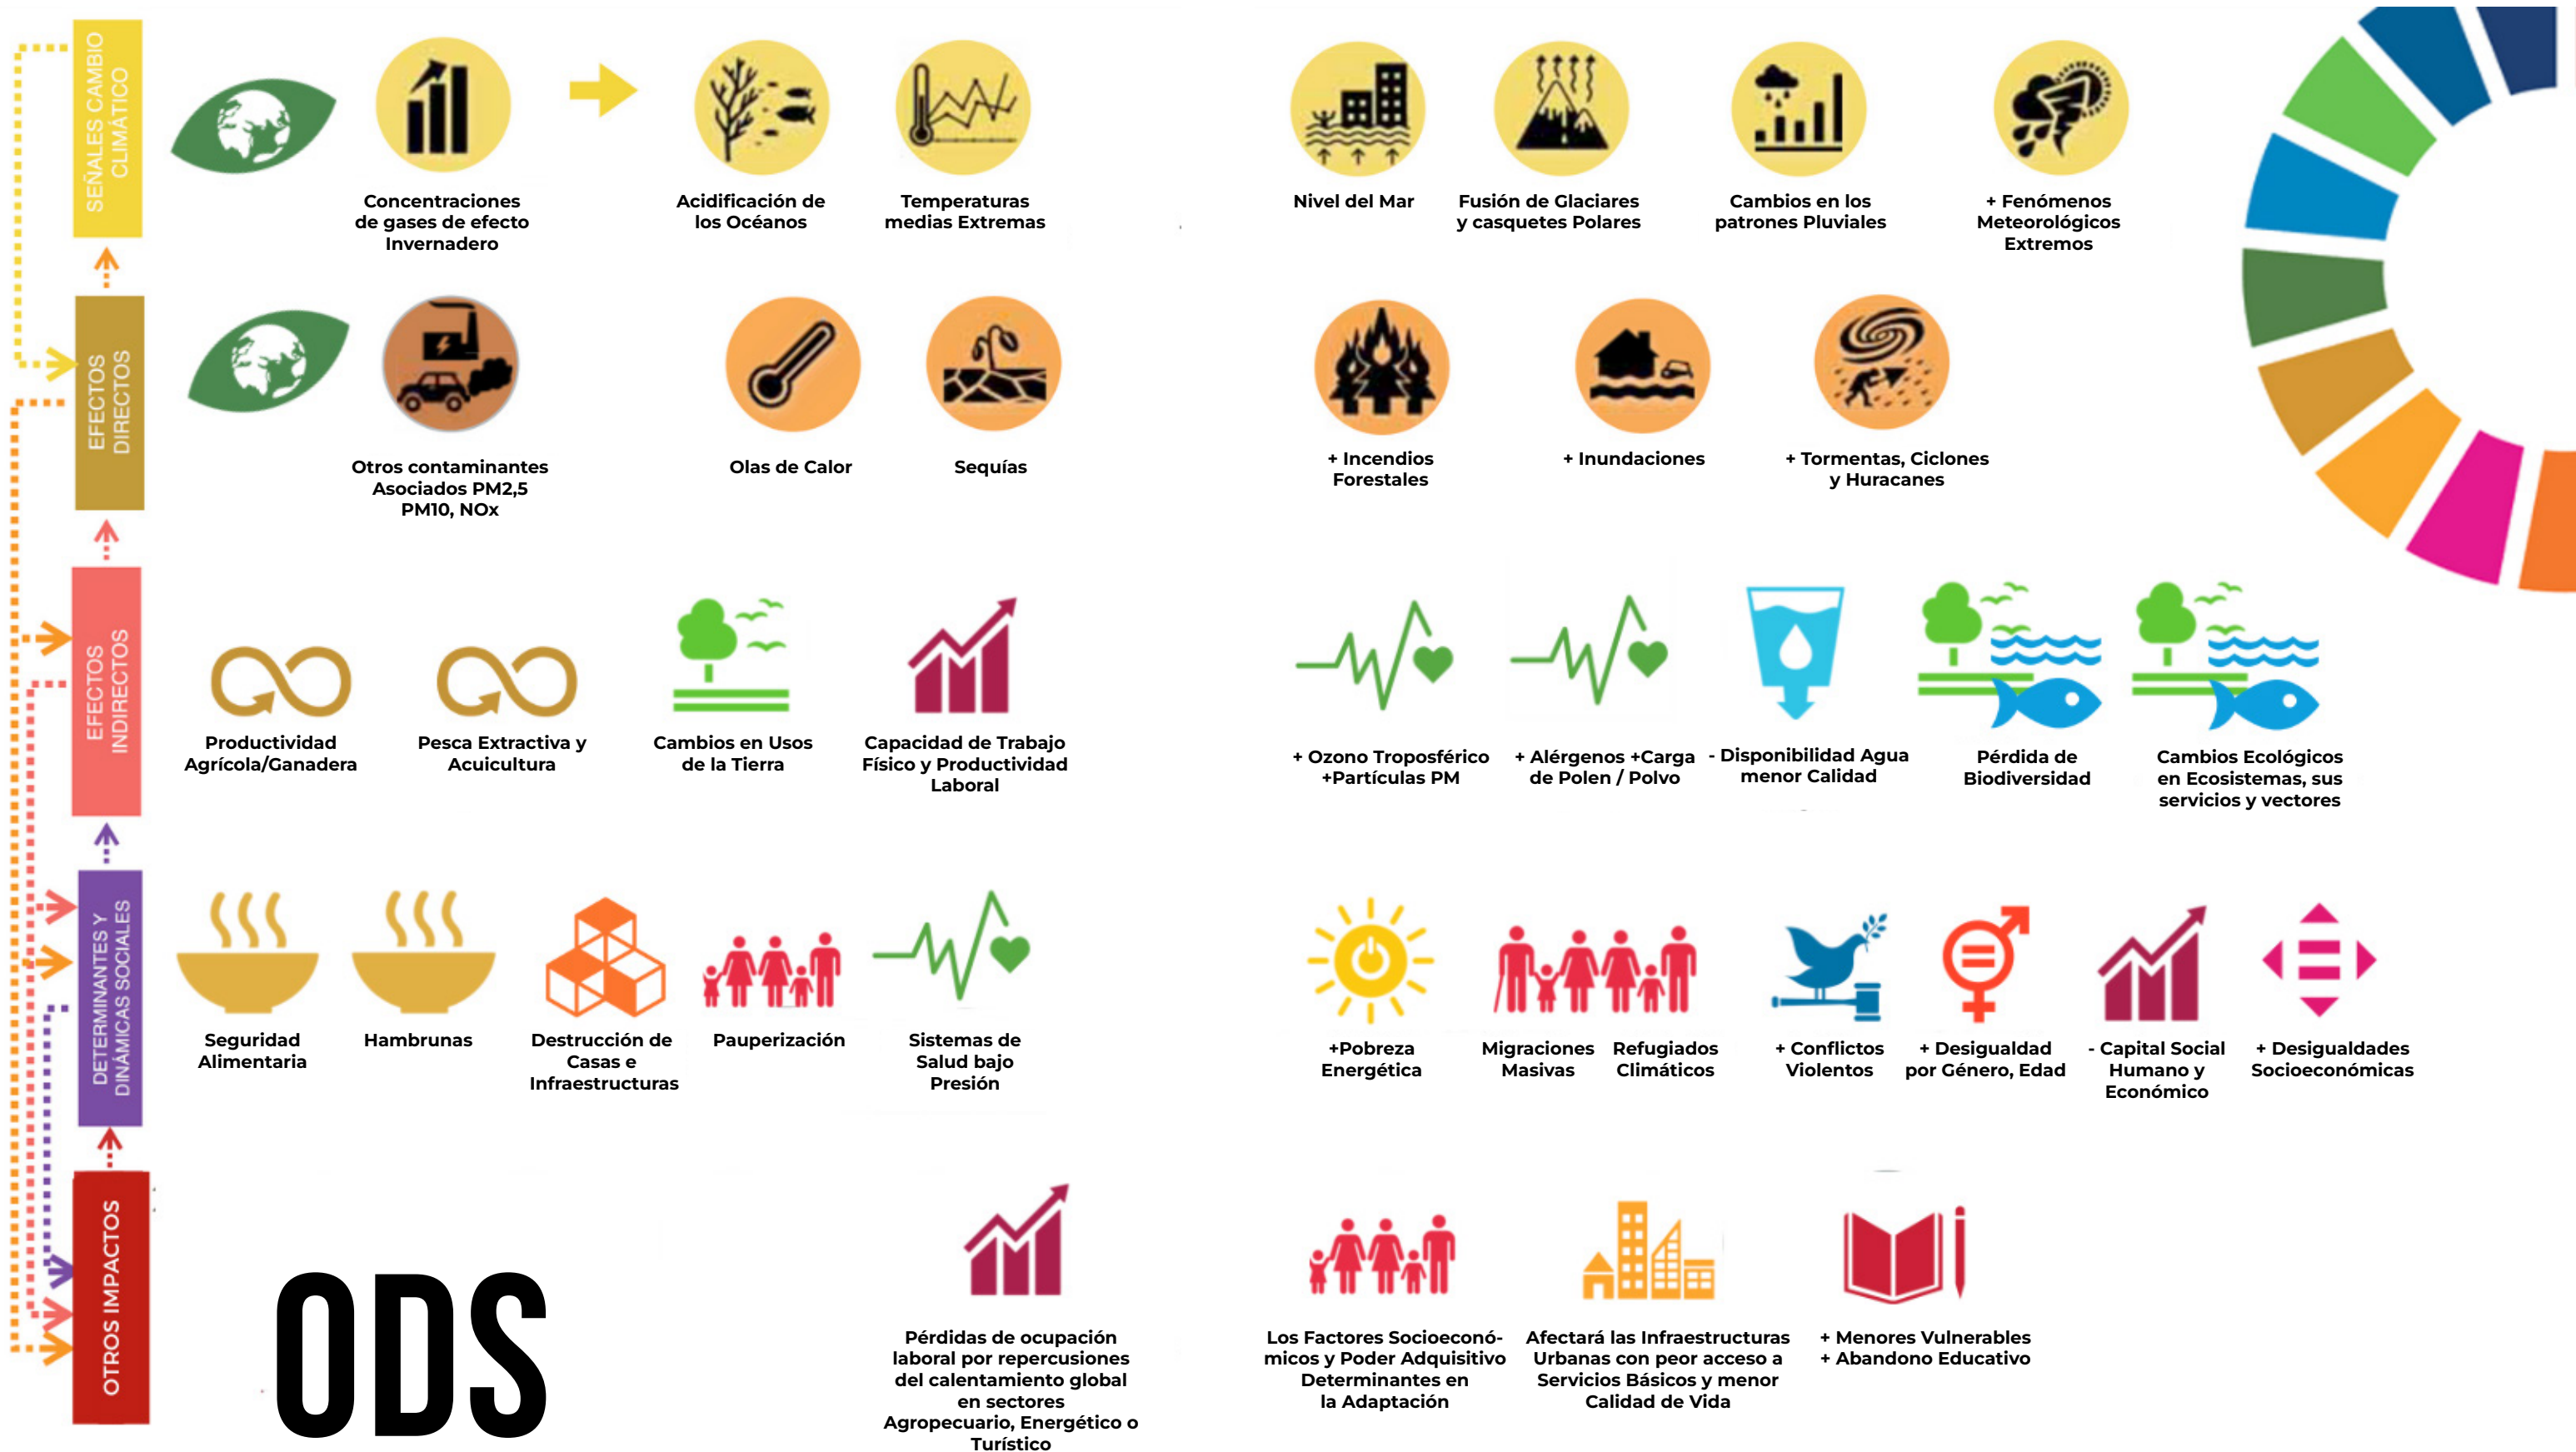 SEÑALES CAMBIO
CLIMÁTICO
Concentraciones
de gases de efecto
Invernadero
Acidificación de
los Océanos
Temperaturas
medias Extremas
Nivel del Mar
Fusión de Glaciares
y casquetes Polares
Cambios en los
patrones Pluviales
+ Fenómenos
Meteorológicos
Extremos
EFECTOS
DIRECTOS
Otros contaminantes
Asociados PM2,5
PM10, NOx
Olas de Calor
Sequías
+ Incendios
Forestales
+ Inundaciones
+ Tormentas, Ciclones
y Huracanes
EFECTOS
INDIRECTOS
Productividad
Agrícola/Ganadera
Pesca Extractiva y
Acuicultura
Cambios en Usos
de la Tierra
Capacidad de Trabajo
Físico y Productividad
Laboral
+ Ozono Troposférico
+Partículas PM
+ Alérgenos +Carga
de Polen / Polvo
- Disponibilidad Agua
menor Calidad
Pérdida de
Biodiversidad
Cambios Ecológicos
en Ecosistemas, sus
servicios y vectores
DETERMINANTES Y
DINÁMICAS SOCIALES
Seguridad
Alimentaria
Hambrunas
Destrucción de
Casas e
Infraestructuras
Pauperización
Sistemas de
Salud bajo
Presión
+Pobreza
Energética
Migraciones
Masivas
Refugiados
Climáticos
+ Conflictos
Violentos
+ Desigualdad
por Género, Edad
- Capital Social
Humano y
Económico
+ Desigualdades
Socioeconómicas
OTROS IMPACTOS
ODS
Pérdidas de ocupación
laboral por repercusiones
del calentamiento global
en sectores
Agropecuario, Energético o
Turístico
Los Factores Socioeconó-
micos y Poder Adquisitivo
Determinantes en
la Adaptación
Afectará las Infraestructuras
Urbanas con peor acceso a
Servicios Básicos y menor
Calidad de Vida
+ Menores Vulnerables
+ Abandono Educativo